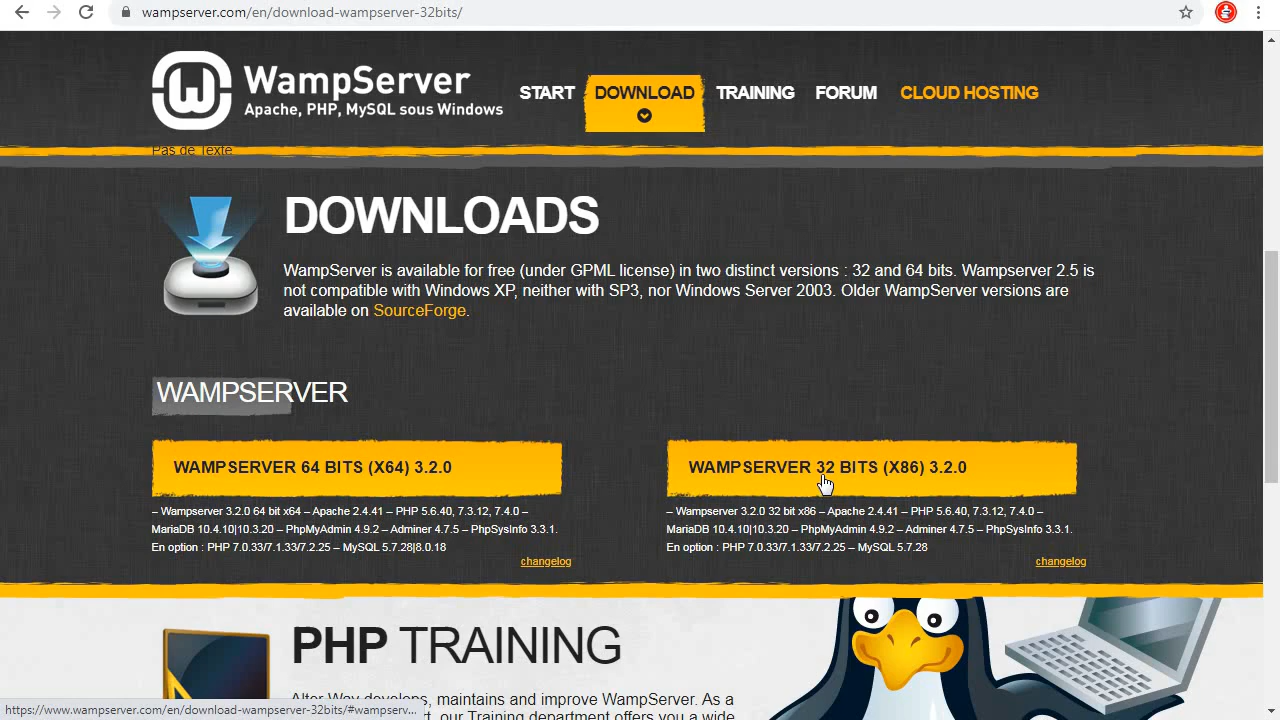 wampserver.com/en/download-wampserver-32bits/
WampServer
Apache, PHP, MySQL sous Windows
START
DOWNLOAD
TRAINING
FORUM
CLOUD HOSTING
Pas de Texte
DOWNLOADS
WampServer is available for free (under GPML license) in two distinct versions : 32 and 64 bits. Wampserver 2.5 is
not compatible with Windows XP, neither with SP3, nor Windows Server 2003. Older WampServer versions are
available on SourceForge.
WAMPSERVER
WAMPSERVER 64 BITS (X64) 3.2.0
– Wampserver 3.2.0 64 bit x64 – Apache 2.4.41 – PHP 5.6.40, 7.3.12, 7.4.0 –
MariaDB 10.4.10|10.3.20 – PhpMyAdmin 4.9.2 – Adminer 4.7.5 – PhpSysInfo 3.3.1.
En option : PHP 7.0.33/7.1.33/7.2.25 – MySQL 5.7.28|8.0.18
changelog
WAMPSERVER 32 BITS (X86) 3.2.0
– Wampserver 3.2.0 32 bit x86 – Apache 2.4.41 – PHP 5.6.40, 7.3.12, 7.4.0 –
MariaDB 10.4.10|10.3.20 – PhpMyAdmin 4.9.2 – Adminer 4.7.5 – PhpSysInfo 3.3.1.
En option : PHP 7.0.33/7.1.33/7.2.25 – MySQL 5.7.28
changelog
PHP TRAINING
Alter Way develops, maintains and improve WampServer. As a
our Training department offers you a wide
https://www.wampserver.com/en/download-wampserver-32bits/#wampserv...